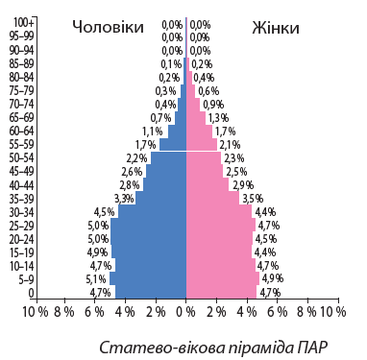 Чоловіки Жінки
100+ 0,0% 0,0%
95–99 0,0% 0,0%
90–94 0,0% 0,0%
85–89 0,1% 0,2%
80–84 0,2% 0,4%
75–79 0,3% 0,6%
70–74 0,4% 0,9%
65–69 0,7% 1,3%
60–64 1,1% 1,7%
55–59 1,7% 2,1%
50–54 2,2% 2,3%
45–49 2,6% 2,5%
40–44 2,8% 2,9%
35–39 3,3% 3,5%
30–34 4,5% 4,4%
25–29 5,0% 4,7%
20–24 5,0% 4,5%
15–19 4,9% 4,4%
10–14 4,7% 4,7%
5–9 5,1% 4,9%
0 4,7% 4,7%
10 % 8 % 6 % 4 % 2 % 0 % 2 % 4 % 6 % 8 % 10 %
Статево-вікова піраміда ПАР